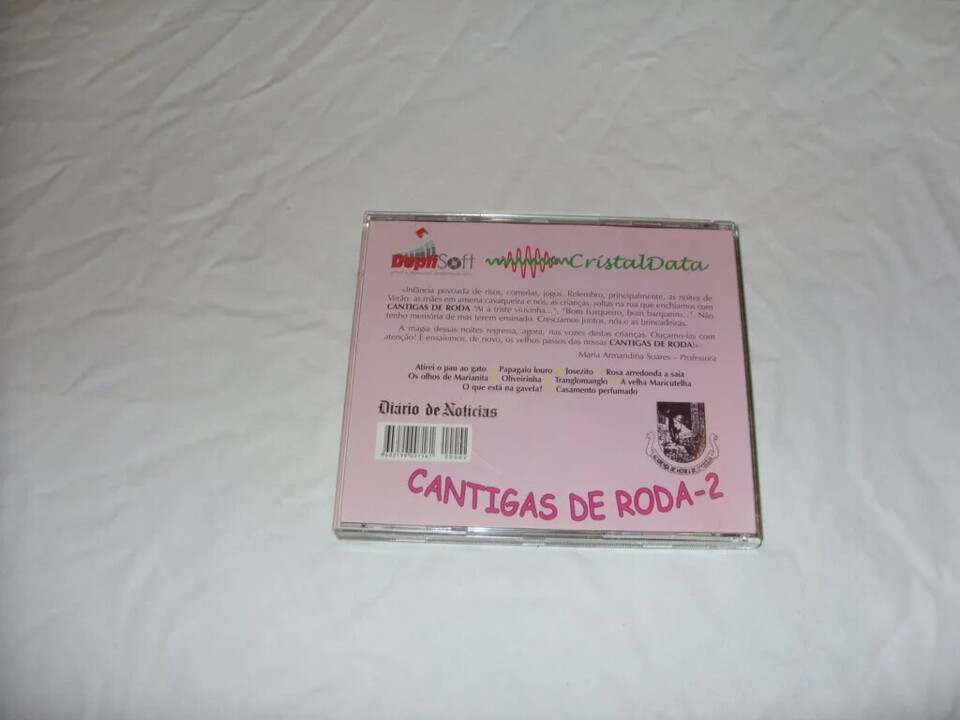 DupliSoft
CristalData
«Infância povoada de risos, correrias, jogos. Relembro, principalmente, as noites de
Verão: as mães em amena cavaqueira e nós, as crianças, soltas na rua que enchíamos com
CANTIGAS DE RODA "Ai a triste viuvinha...", "Bom barqueiro, bom barqueiro...". Não
tenho memória de mas terem ensinado. Crescíamos juntos, nós e as brincadeiras.
A magia dessas noites regressa, agora, nas vozes destas crianças. Ouçamo-las com
atenção! E ensaiemos, de novo, os velhos passos das nossas CANTIGAS DE RODA!»
Maria Armandina Soares – Professora
Atirei o pau ao gato Papagaio louro Josezito Rosa arredonda a saia
Os olhos de Marianita Oliveirinha Tranglomanglo A velha Maricutelha
O que está na gaveta! Casamento perfumado
Diário de Notícias
CANTIGAS DE RODA-2